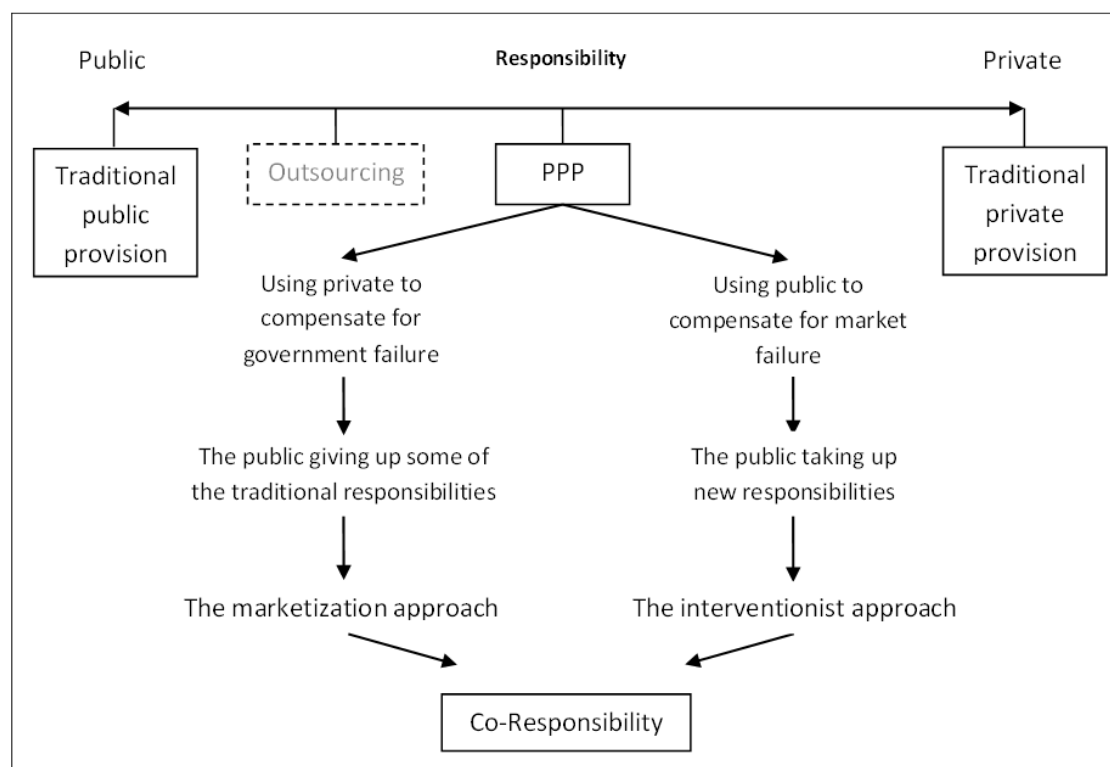 Public
Responsibility
Private
Traditional
public
provision
Outsourcing
PPP
Traditional
private
provision
Using private to
compensate for
government failure
Using public to
compensate for market
failure
The public giving up some of
the traditional responsibilities
The public taking up
new responsibilities
The marketization approach
The interventionist approach
Co-Responsibility